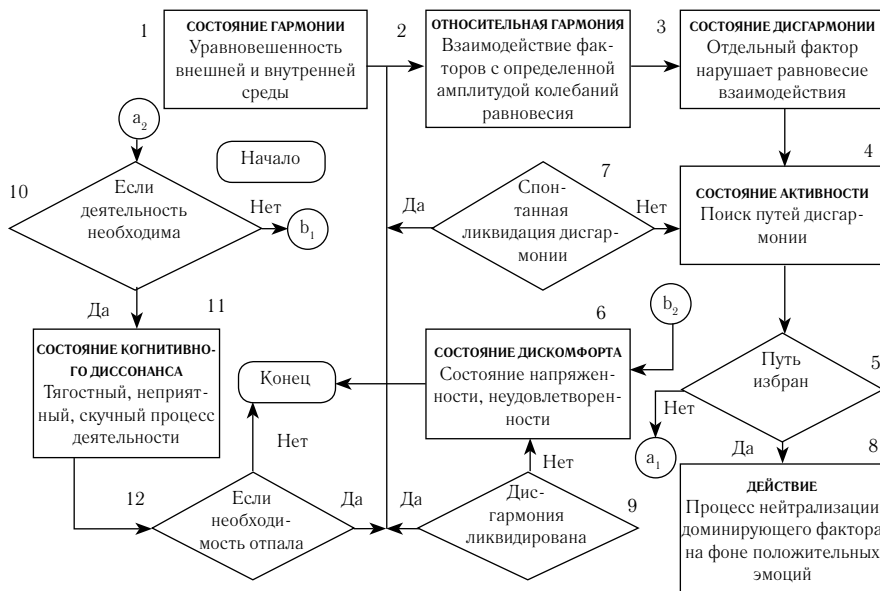 1
СОСТОЯНИЕ ГАРМОНИИ
Уравновешенность
внешней и внутренней
среды
2
ОТНОСИТЕЛЬНАЯ ГАРМОНИЯ
Взаимодействие фак-
торов с определенной
амплитудой колебаний
равновесия
3
СОСТОЯНИЕ ДИСГАРМОНИИ
Отдельный фактор
нарушает равновесие
взаимодействия
a2
Начало
10
Если
деятельность
необходима
Нет
b1
Да
7
Спон-
танная
ликвидация дисгар-
монии
Да
Нет
4
СОСТОЯНИЕ АКТИВНОСТИ
Поиск путей дисгар-
монии
11
СОСТОЯНИЕ КОГНИТИВНО-
ГО ДИССОНАНСА
Тягостный, неприят-
ный, скучный процесс
деятельности
Конец
Нет
b2
6
СОСТОЯНИЕ ДИСКОМФОРТА
Состояние напряжен-
ности, неудовлетворен-
ности
Нет
5
Путь
избран
Нет
a1
Да
12
Если
необходи-
мость отпала
Да
Да
9
Дис-
гармония
ликвидирована
8
ДЕЙСТВИЕ
Процесс нейтрализации
доминирующего фактора
на фоне положительных
эмоций